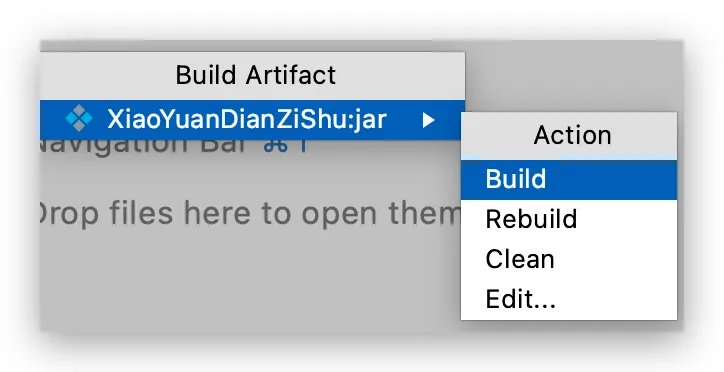 Build Artifact
XiaoYuanDianZiShu:jar
Action
Navigation Bar ⌘↑
Build
Drop files here to open them
Rebuild
Clean
Edit...